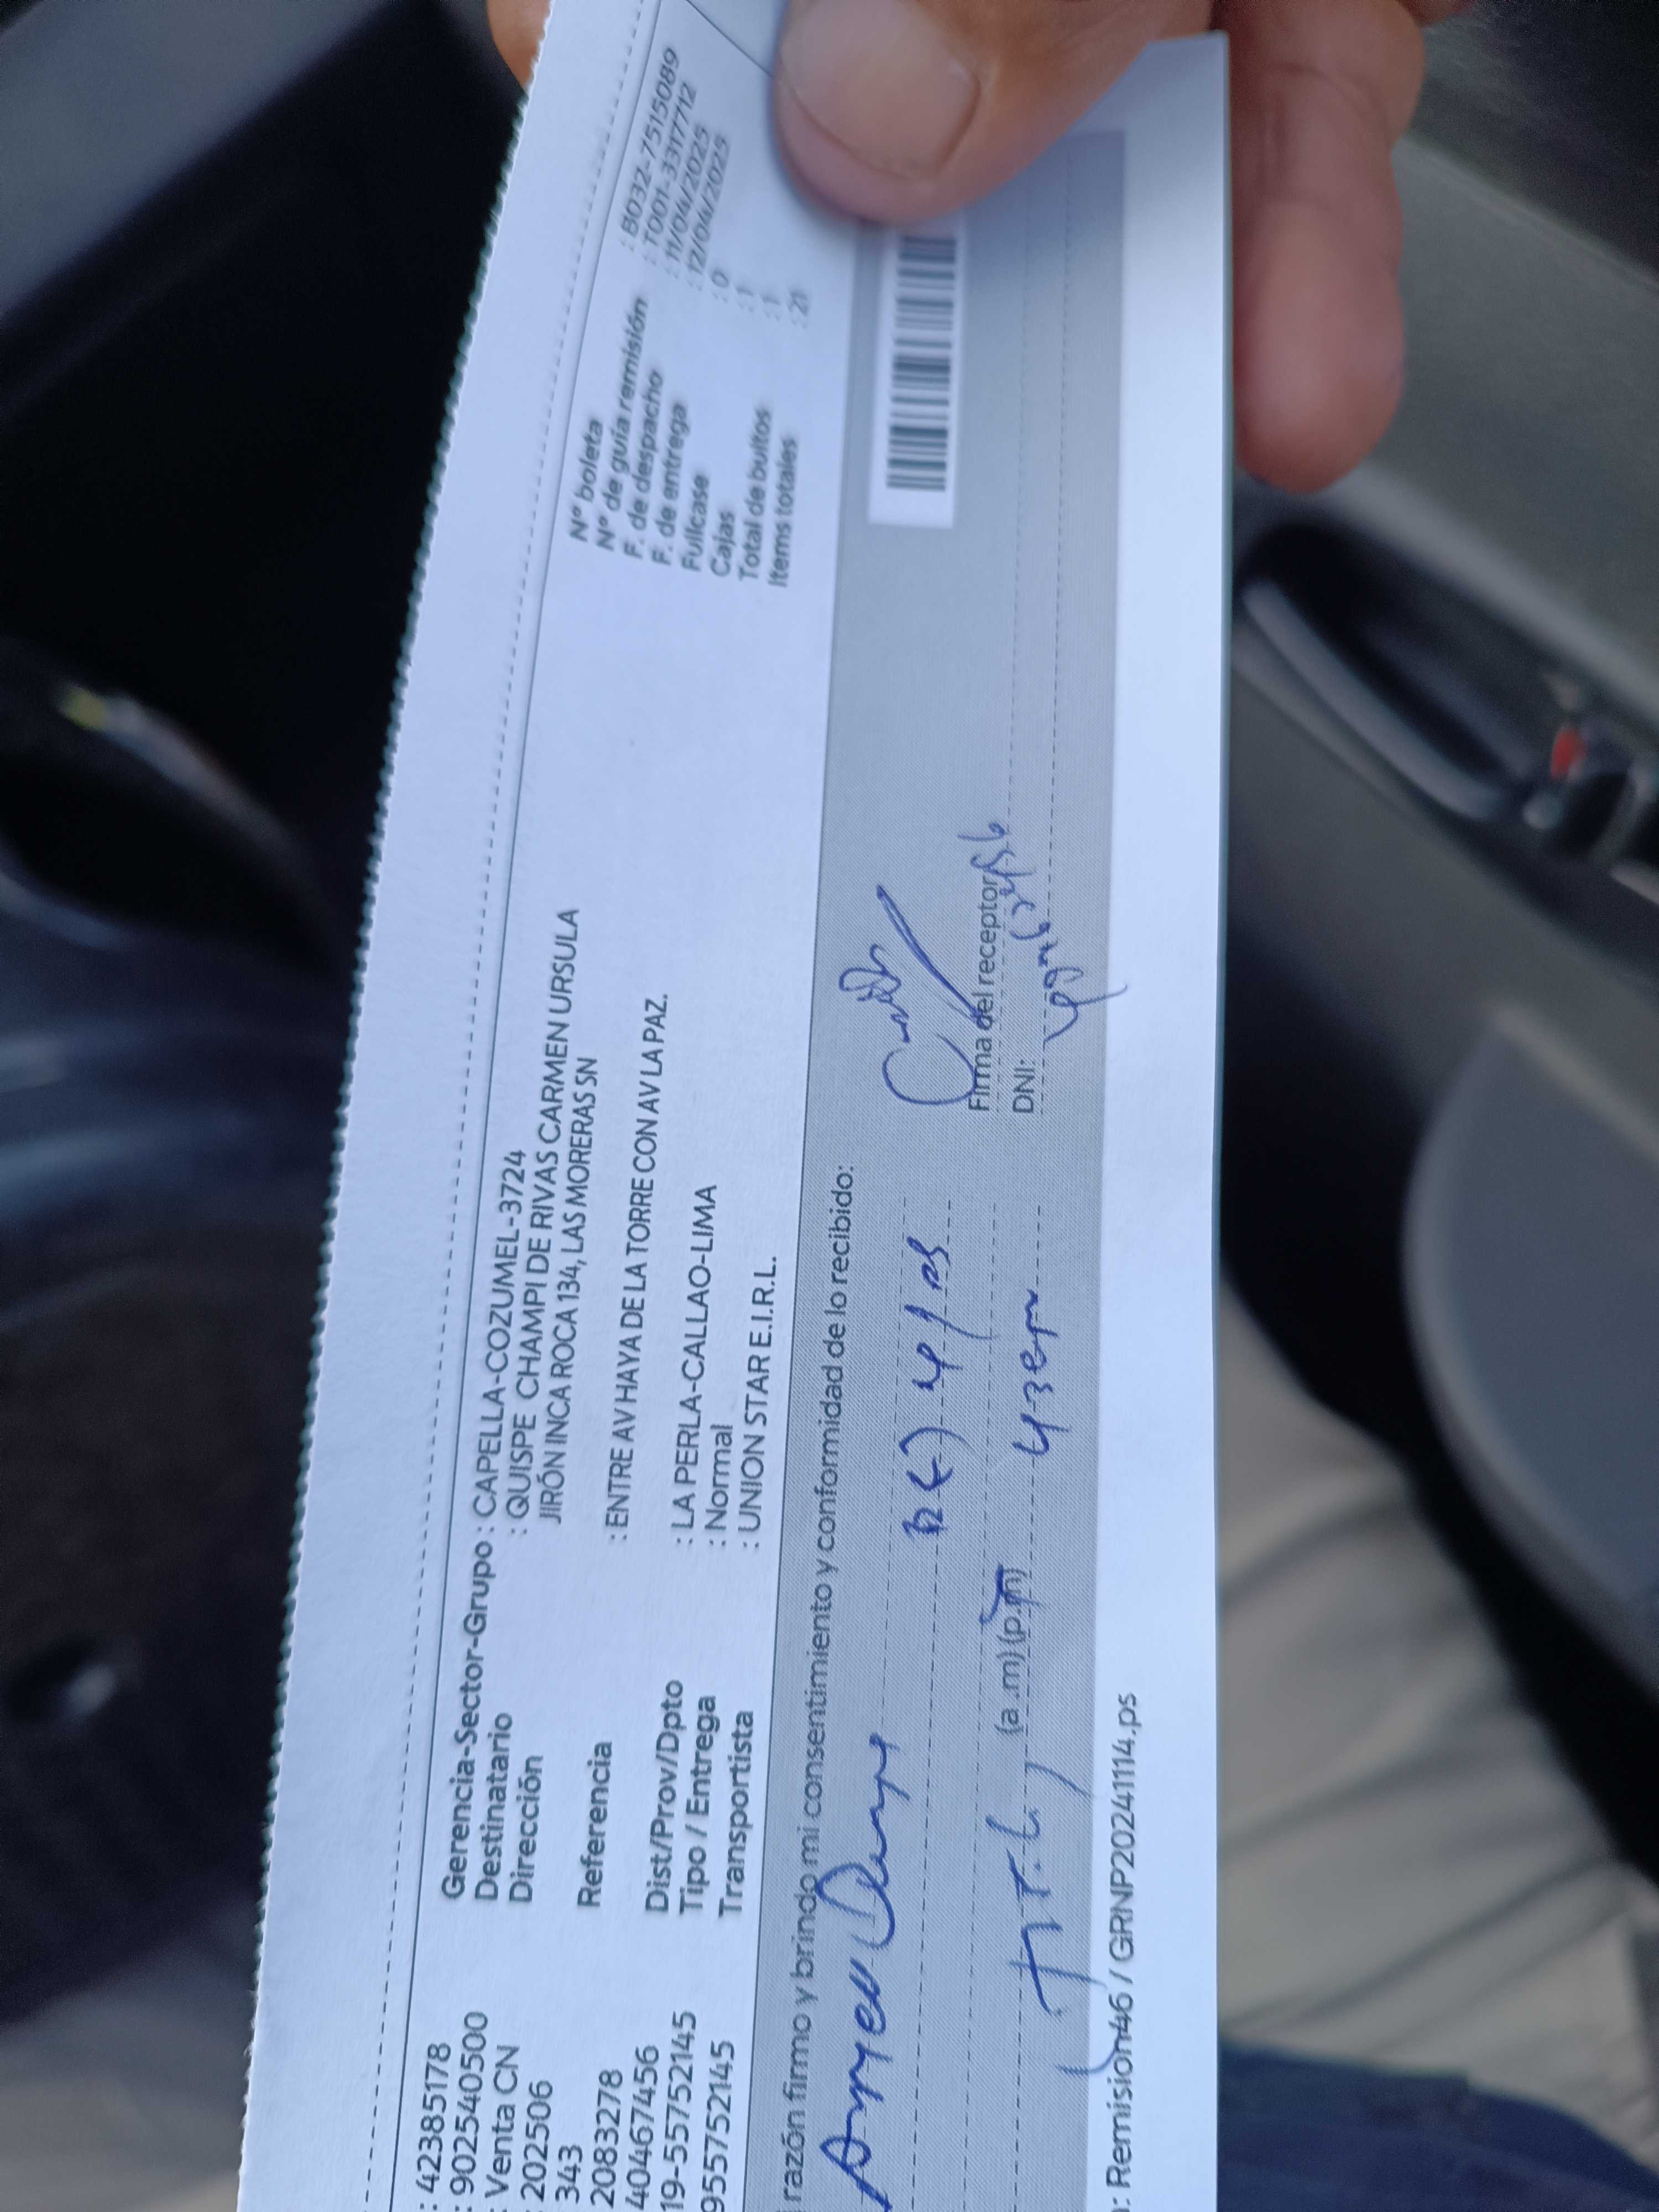 : 42385178
: 902540500
: Venta CN
: 202506
343
2083278
40467456
19-557752145
955752145
Gerencia-Sector-Grupo : CAPELLA-COZUMEL-3724
Destinatario : QUISPE CHAMPI DE RIVAS CARMEN URSULA
Dirección JIRÓN INCA ROCA 134, LAS MORERAS SN
Referencia : ENTRE AV HAYA DE LA TORRE CON AV LA PAZ.
Dist/Prov/Dpto : LA PERLA-CALLAO-LIMA
Tipo / Entrega : Normal
Transportista : UNION STAR E.I.R.L.
Nº boleta : B032-7515089
Nº de guía remisión : T001-3317712
F. de despacho : 11/04/2025
F. de entrega : 12/04/2025
Fullcase : 0
Cajas : 1
Total de bultos : 1
Items totales : 21
razón firmo y brindo mi consentimiento y conformidad de lo recibido:
(a.m) (p.m)
Firma del receptor
DNI:
): Remision46 / GRNP20241114.ps